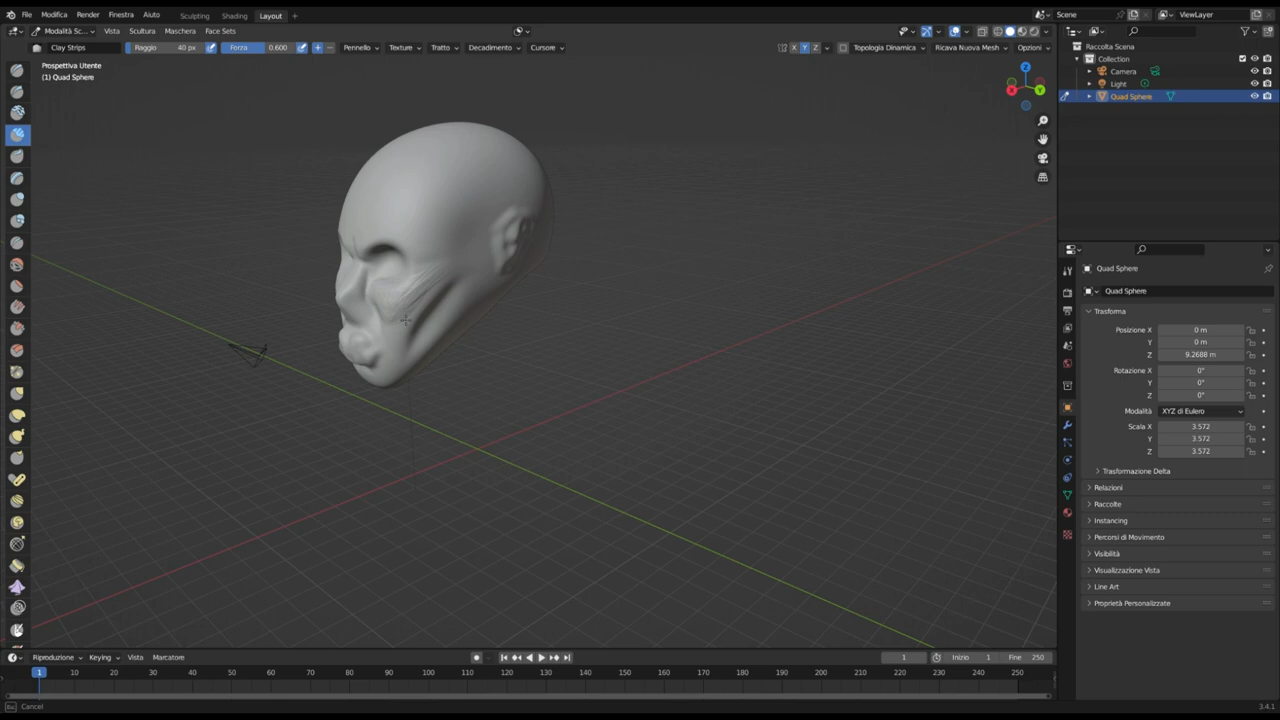 File Modifica Render Finestra Aiuto Sculpting Shading Layout + Scene ViewLayer
Modalità Sc... Vista Scultura Maschera Face Sets
Clay Strips Raggio 40 px Forza 0.600 Pennello Texture Tratto Decadimento Cursore X Y Z Topologia Dinamica Ricava Nuova Mesh Opzioni
Prospettiva Utente
(1) Quad Sphere
Z
X Y
Raccolta Scena
Collection
Camera
Light
Quad Sphere
Quad Sphere
Quad Sphere
Trasforma
Posizione X 0 m
Y 0 m
Z 9.2688 m
Rotazione X 0°
Y 0°
Z 0°
Modalità XYZ di Eulero
Scala X 3.572
Y 3.572
Z 3.572
Trasformazione Delta
Relazioni
Raccolte
Instancing
Percorsi di Movimento
Visibilità
Visualizzazione Vista
Line Art
Proprietà Personalizzate
Riproduzione Keying Vista Marcatore 1 Inizio 1 Fine 250
1 10 20 30 40 50 60 70 80 90 100 110 120 130 140 150 160 170 180 190 200 210 220 230 240 250
Cancel 3.4.1